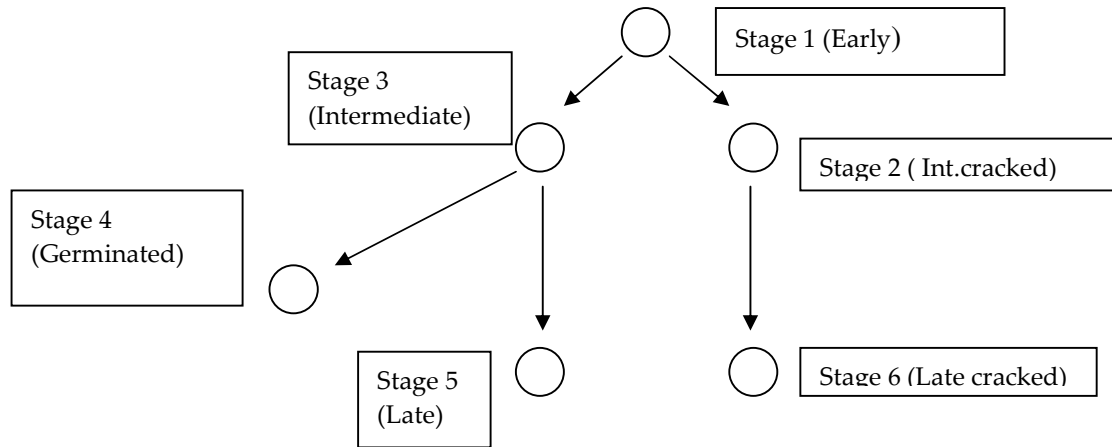 Stage 1 (Early)
Stage 3
(Intermediate)
Stage 2 ( Int.cracked)
Stage 4
(Germinated)
Stage 5
(Late)
Stage 6 (Late cracked)